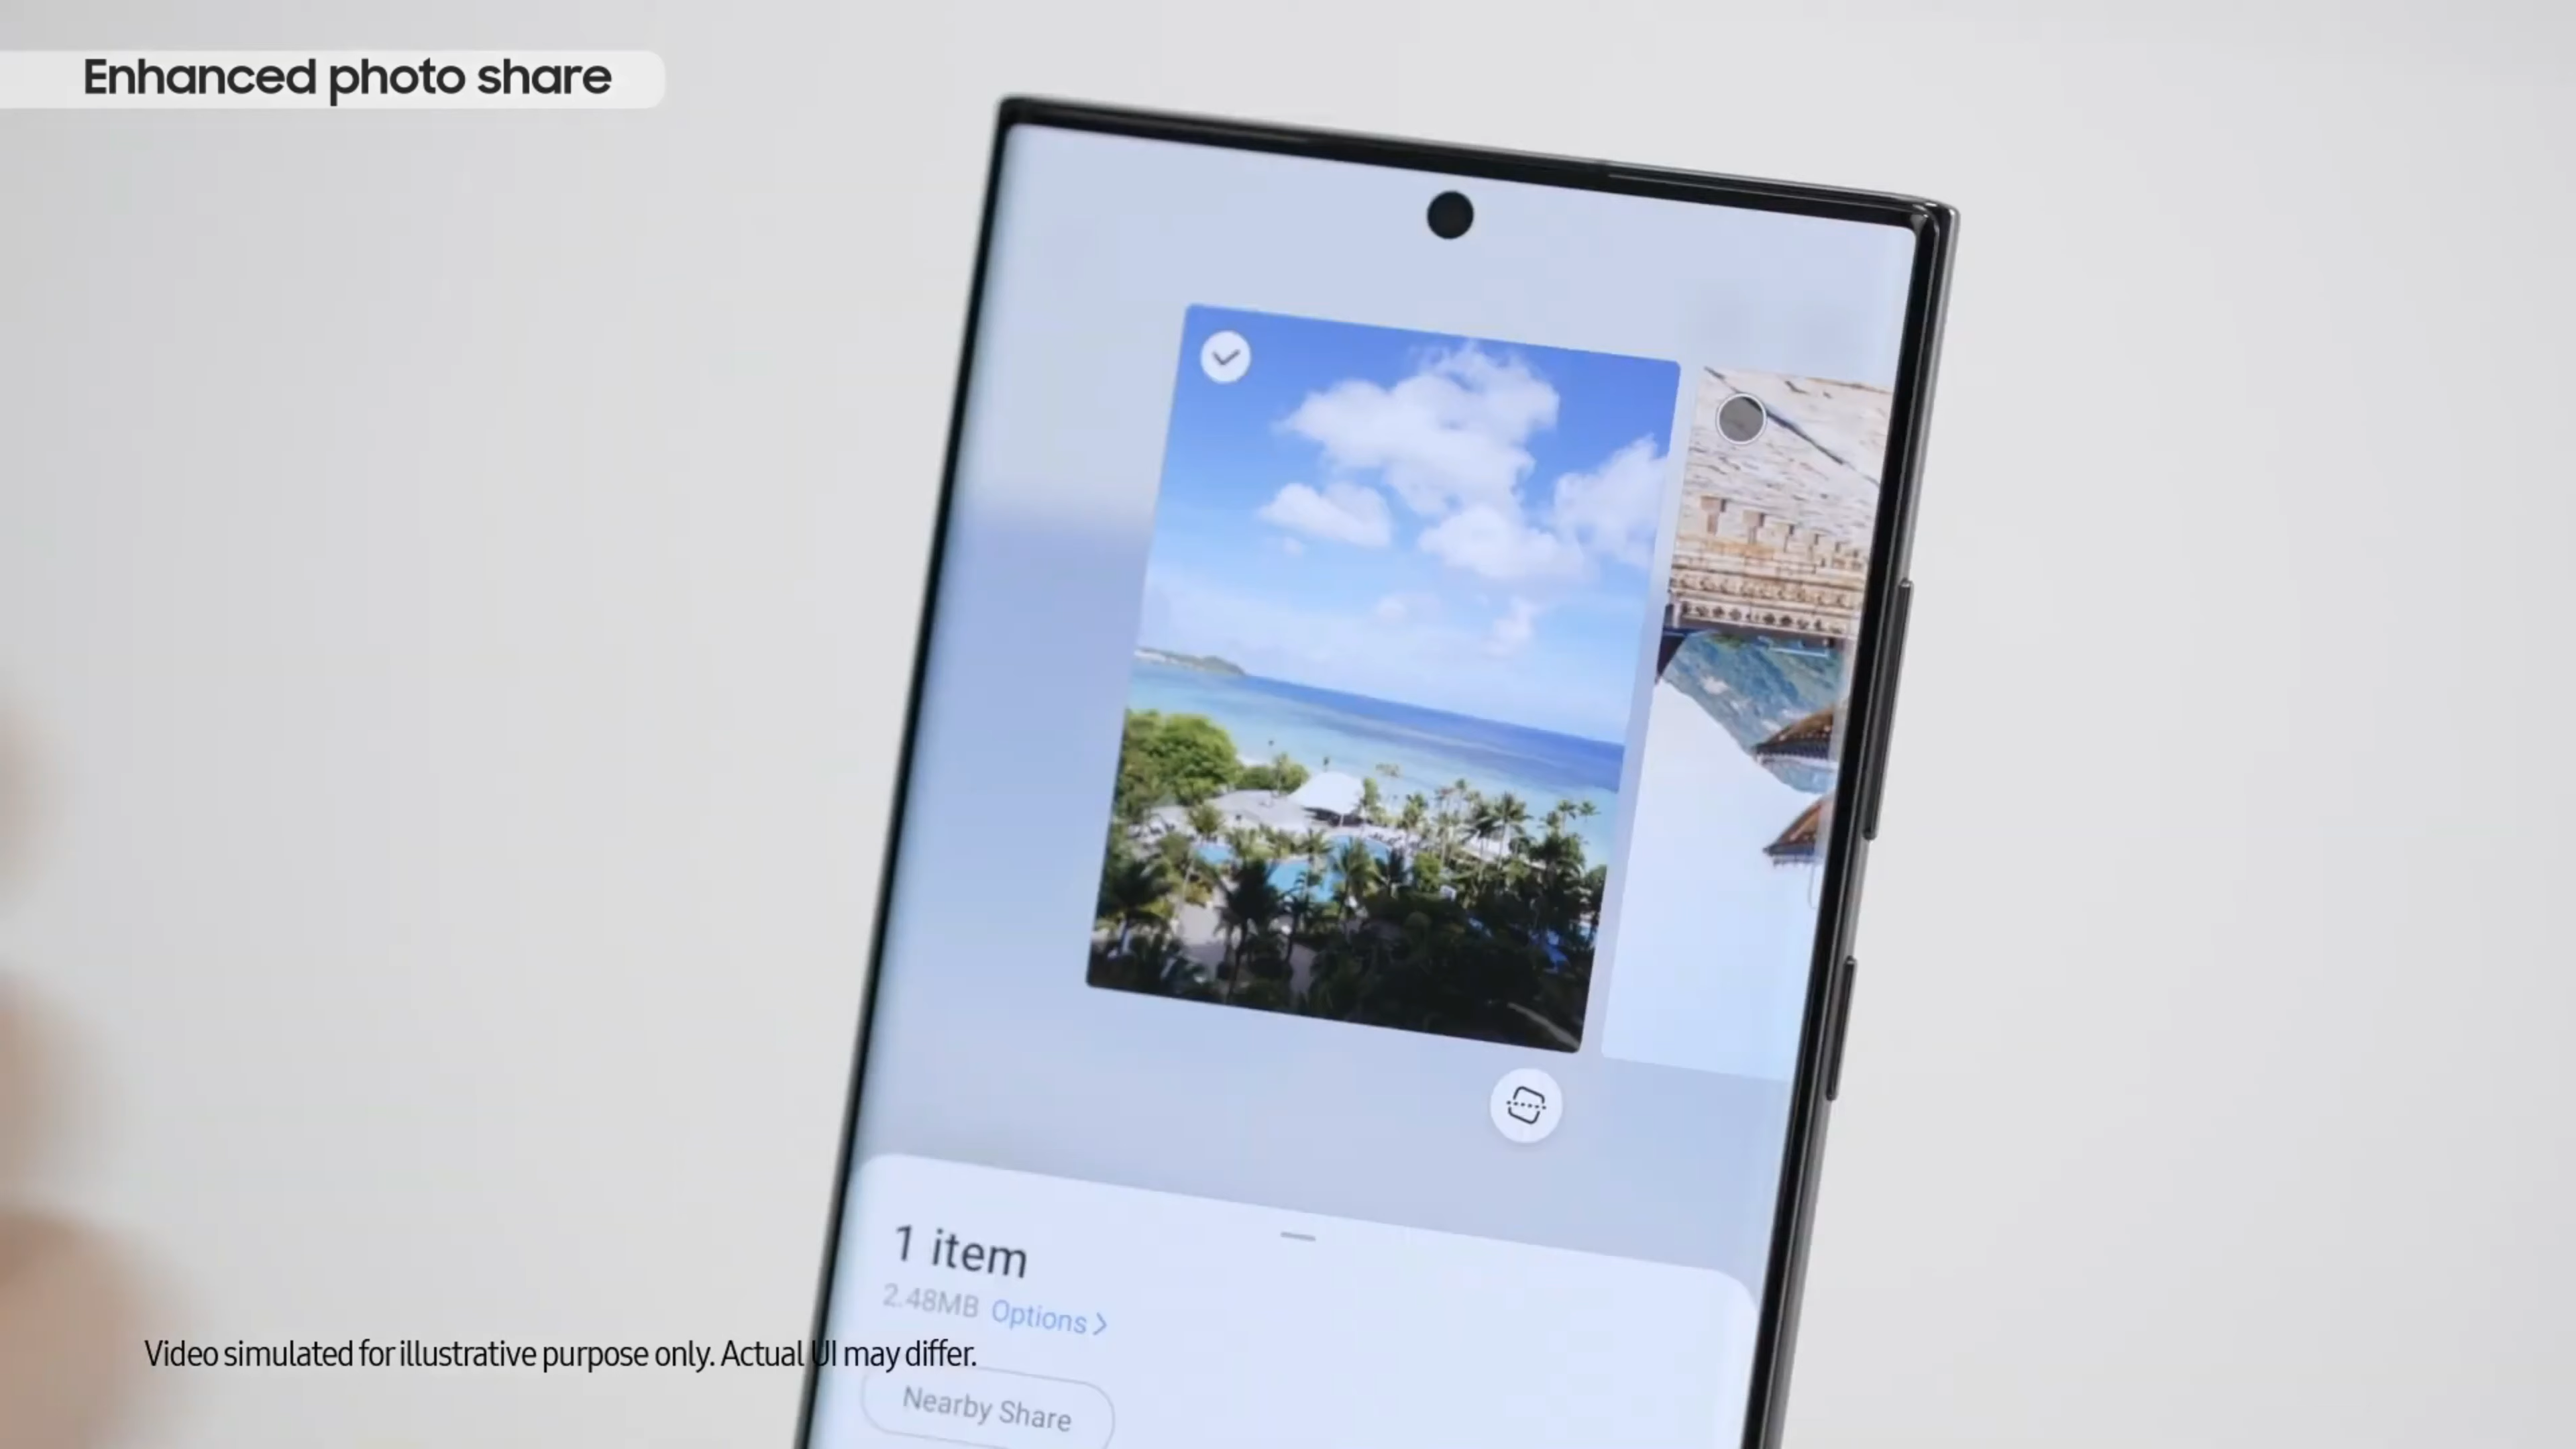 Enhanced photo share
1 item
2.48MB Options >
Video simulated for illustrative purpose only. Actual UI may differ.
Nearby Share